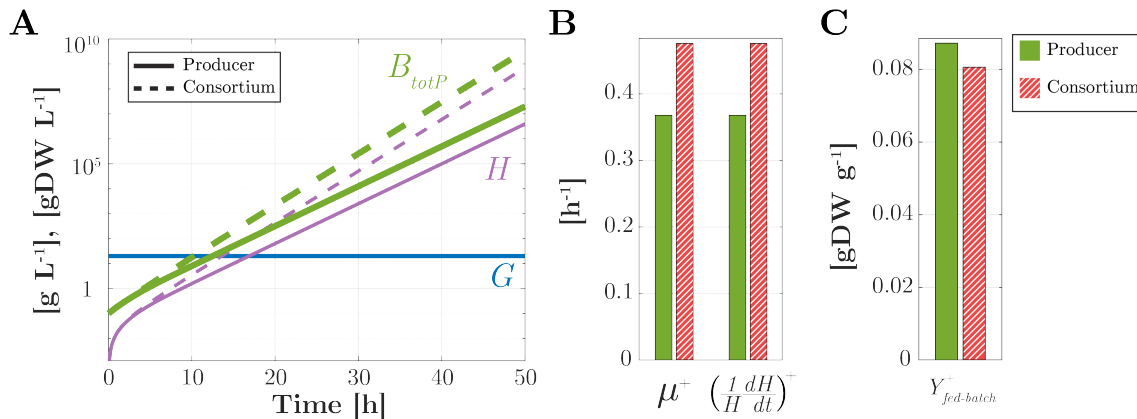 A
[g L⁻¹], [gDW L⁻¹]
10¹⁰
10⁻⁵
1
Producer
Consortium
B_totP
H
G
0 10 20 30 40 50
Time [h]
B
[h⁻¹]
0.4
0.3
0.2
0.1
0
μ⁺
(1/H dH/dt)⁺
C
[gDW g⁻¹]
0.08
0.06
0.04
0.02
0
Y⁺_fed-batch
Producer
Consortium